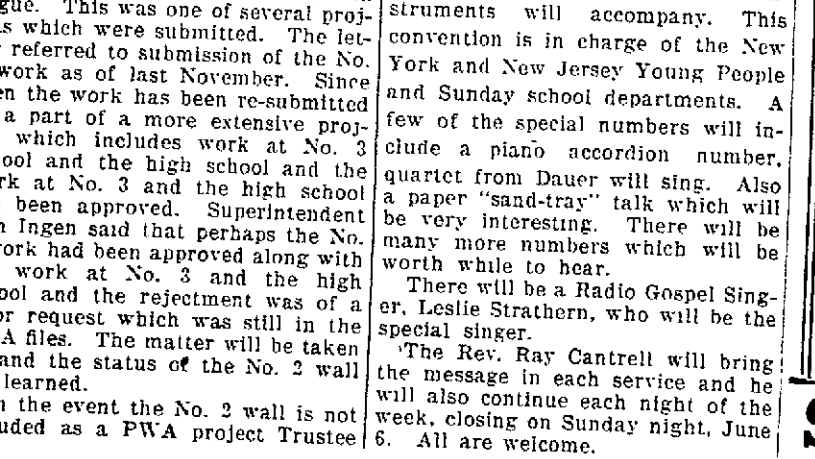 gue. This was one of several proj-
s which were submitted. The let-
referred to submission of the No.
work as of last November. Since
en the work has been re-submitted
a part of a more extensive proj-
which includes work at No. 3
ool and the high school and the
rk at No. 3 and the high school
been approved. Superintendent
n Ingen said that perhaps the No.
ork had been approved along with
work at No. 3 and the high
ool and the rejectment was of a
or request which was still in the
A files. The matter will be taken
and the status of the No. 2 wall
learned.
n the event the No. 2 wall is not
uded as a PWA project Trustee
struments will accompany. This
convention is in charge of the New
York and New Jersey Young People
and Sunday school departments. A
few of the special numbers will in-
clude a piano accordion number,
quartet from Dauer will sing. Also
a paper "sand-tray" talk which will
be very interesting. There will be
many more numbers which will be
worth while to hear.
There will be a Radio Gospel Sing-
er, Leslie Strathern, who will be the
special singer.
The Rev. Ray Cantrell will bring
the message in each service and he
will also continue each night of the
week, closing on Sunday night, June
6. All are welcome.